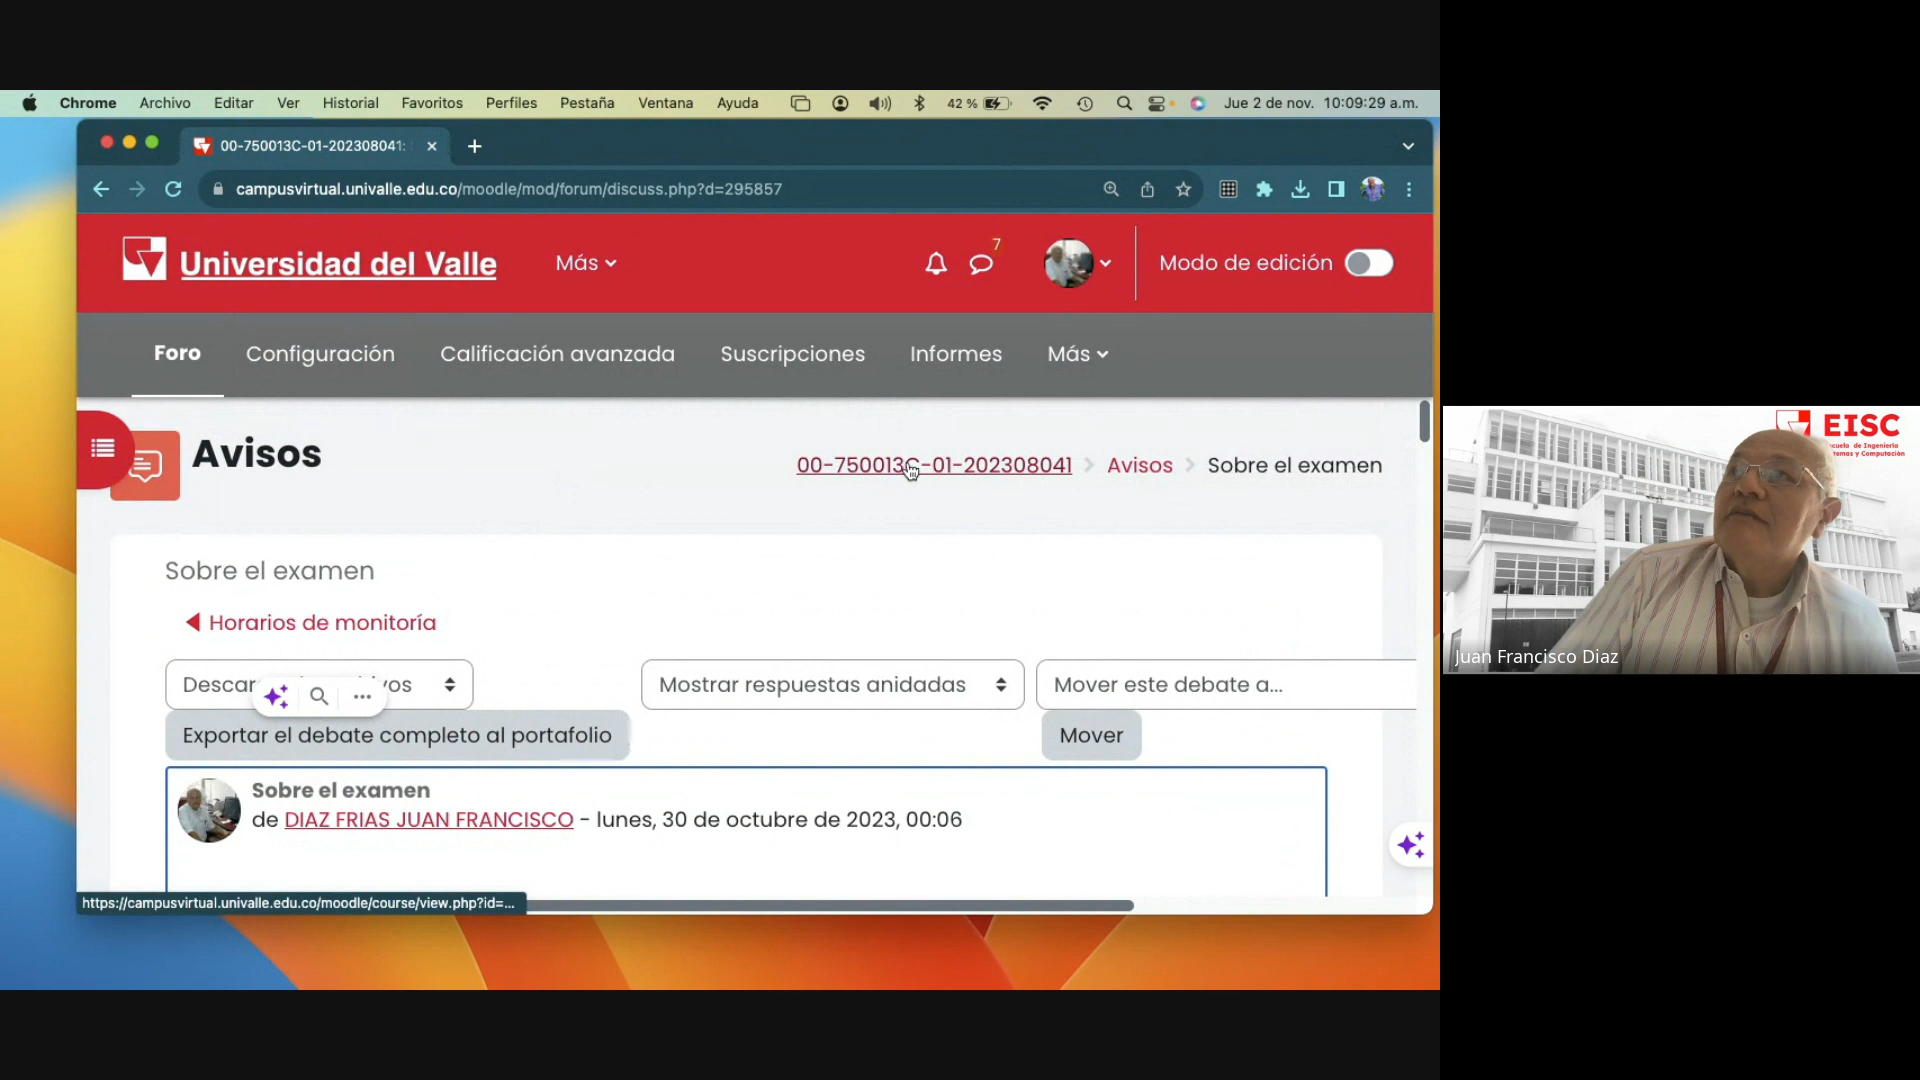 Chrome Archivo Editar Ver Historial Favoritos Perfiles Pestaña Ventana Ayuda 42 % Jue 2 de nov. 10:09:29 a.m.
00-750013C-01-202308041:
campusvirtual.univalle.edu.co/moodle/mod/forum/discuss.php?d=295857
Universidad del Valle Más 7 Modo de edición
Foro Configuración Calificación avanzada Suscripciones Informes Más
Avisos
00-750013C-01-202308041 Avisos Sobre el examen
Sobre el examen
Horarios de monitoría
Mostrar respuestas anidadas Mover este debate a...
Exportar el debate completo al portafolio Mover
Sobre el examen
de DIAZ FRIAS JUAN FRANCISCO - lunes, 30 de octubre de 2023, 00:06
https://campusvirtual.univalle.edu.co/moodle/course/view.php?id=...
EISC
de Ingeniería
y Computación
Juan Francisco Diaz